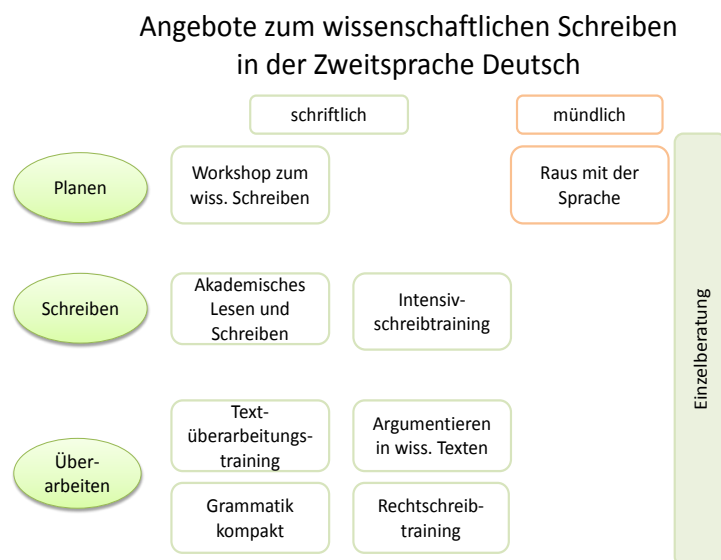 Angebote zum wissenschaftlichen Schreiben
in der Zweitsprache Deutsch
schriftlich
mündlich
Planen
Workshop zum
wiss. Schreiben
Raus mit der
Sprache
Schreiben
Akademisches
Lesen und
Schreiben
Intensiv-
schreibtraining
Einzelberatung
Über-
arbeiten
Text-
überarbeitungs-
training
Argumentieren
in wiss. Texten
Grammatik
kompakt
Rechtschreib-
training